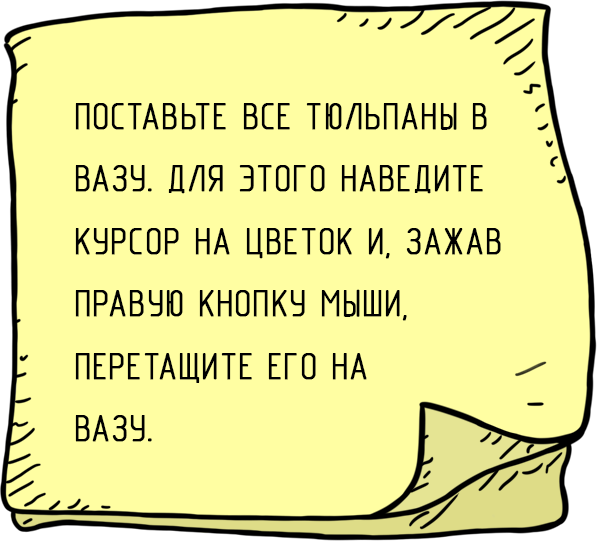 ПОСТАВЬТЕ ВСЕ ТЮЛЬПАНЫ В
ВАЗУ. ДЛЯ ЭТОГО НАВЕДИТЕ
КУРСОР НА ЦВЕТОК И, ЗАЖАВ
ПРАВУЮ КНОПКУ МЫШИ,
ПЕРЕТАЩИТЕ ЕГО НА
ВАЗУ.